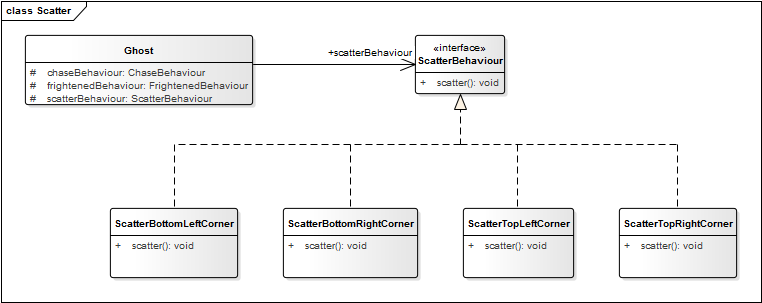 class Scatter
Ghost
# chaseBehaviour: ChaseBehaviour
# frightenedBehaviour: FrightenedBehaviour
# scatterBehaviour: ScatterBehaviour
+scatterBehaviour
«interface»
ScatterBehaviour
+ scatter(): void
ScatterBottomLeftCorner
+ scatter(): void
ScatterBottomRightCorner
+ scatter(): void
ScatterTopLeftCorner
+ scatter(): void
ScatterTopRightCorner
+ scatter(): void